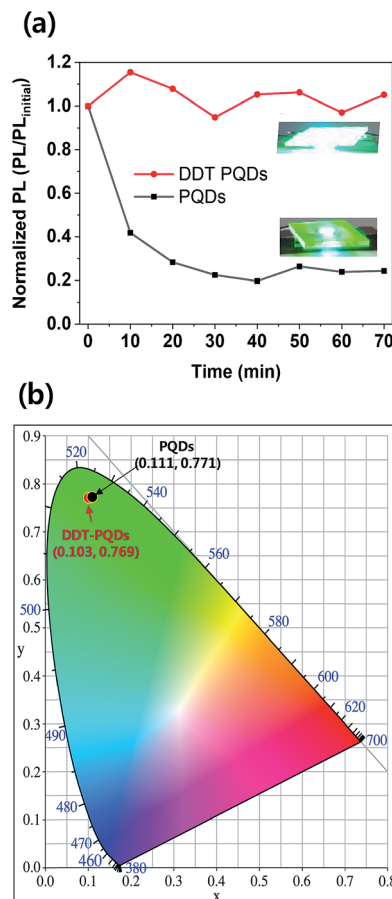 (a)
1.2
1.0
0.8
0.6
0.4
0.2
0.0
Normalized PL (PL/PLinitial)
DDT PQDs
PQDs
0 10 20 30 40 50 60 70
Time (min)
(b)
0.9
0.8
0.7
0.6
0.5
y
0.4
0.3
0.2
0.1
0.0
520
540
560
580
600
620
700
500
490
480
470
460
380
PQDs
(0.111, 0.771)
DDT-PQDs
(0.103, 0.769)
0.0 0.1 0.2 0.3 0.4 0.5 0.6 0.7 0.8
x